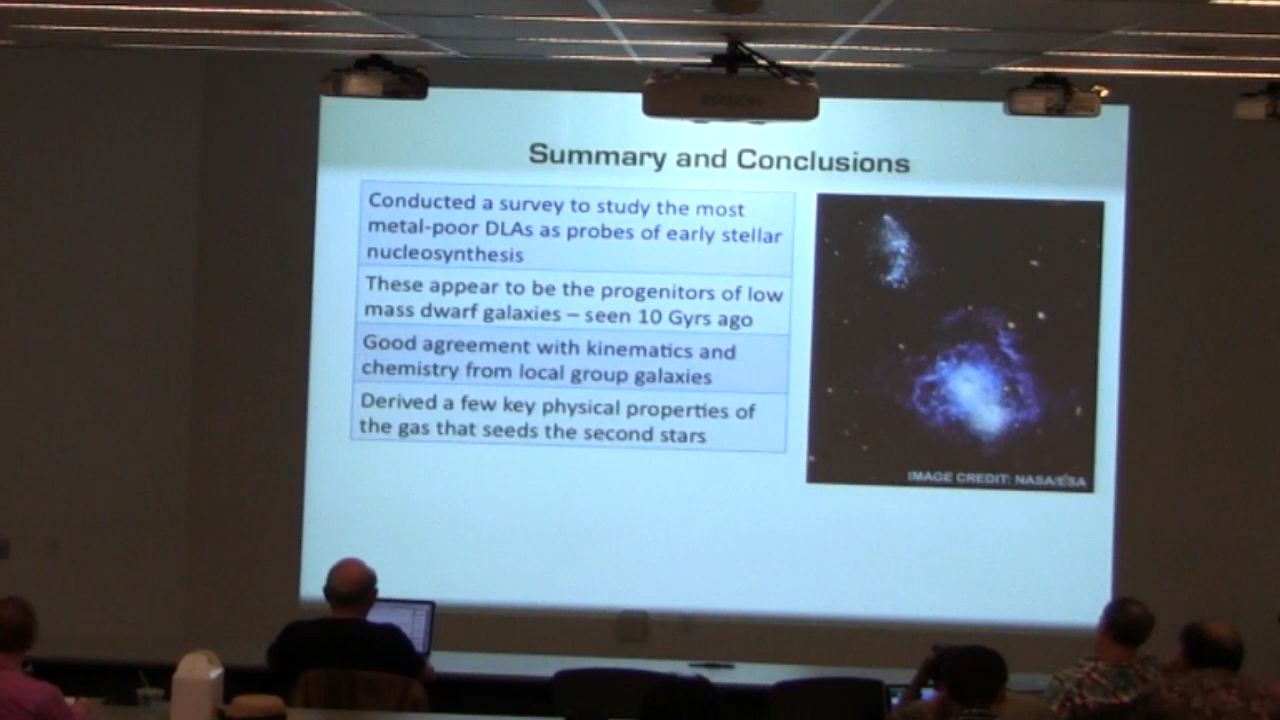 EPSON
Summary and Conclusions
Conducted a survey to study the most
metal-poor DLAs as probes of early stellar
nucleosynthesis
These appear to be the progenitors of low
mass dwarf galaxies – seen 10 Gyrs ago
Good agreement with kinematics and
chemistry from local group galaxies
Derived a few key physical properties of
the gas that seeds the second stars
IMAGE CREDIT: NASA/ESA